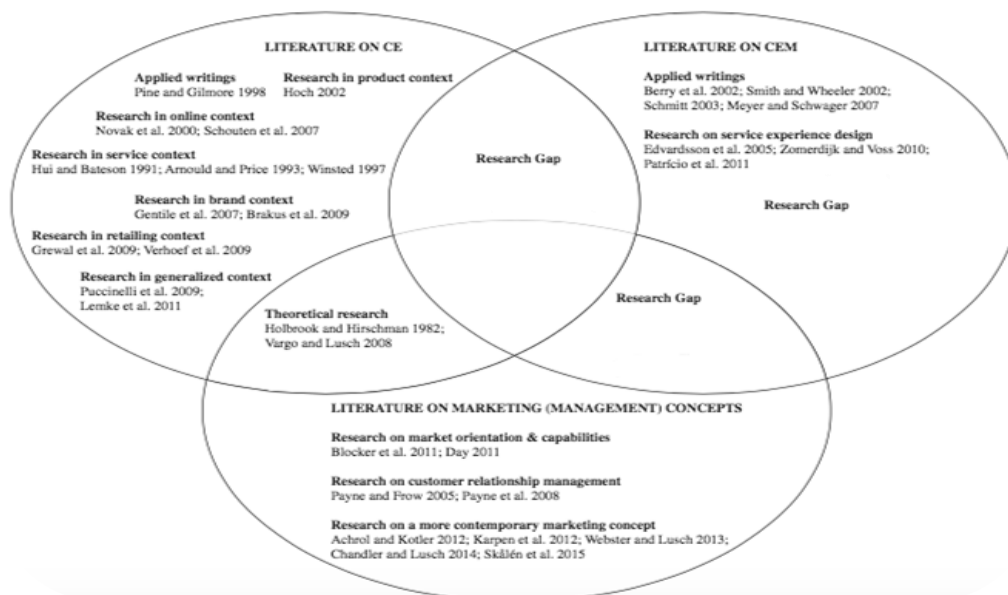 LITERATURE ON CE
Applied writings
Pine and Gilmore 1998
Research in product context
Hoch 2002
Research in online context
Novak et al. 2000; Schouten et al. 2007
Research in service context
Hui and Bateson 1991; Arnould and Price 1993; Winsted 1997
Research in brand context
Gentile et al. 2007; Brakus et al. 2009
Research in retailing context
Grewal et al. 2009; Verhoef et al. 2009
Research in generalized context
Puccinelli et al. 2009;
Lemke et al. 2011
Theoretical research
Holbrook and Hirschman 1982;
Vargo and Lusch 2008
Research Gap
LITERATURE ON CEM
Applied writings
Berry et al. 2002; Smith and Wheeler 2002;
Schmitt 2003; Meyer and Schwager 2007
Research on service experience design
Edvardsson et al. 2005; Zomerdijk and Voss 2010;
Patrício et al. 2011
Research Gap
Research Gap
LITERATURE ON MARKETING (MANAGEMENT) CONCEPTS
Research on market orientation & capabilities
Blocker et al. 2011; Day 2011
Research on customer relationship management
Payne and Frow 2005; Payne et al. 2008
Research on a more contemporary marketing concept
Achrol and Kotler 2012; Karpen et al. 2012; Webster and Lusch 2013;
Chandler and Lusch 2014; Skålén et al. 2015